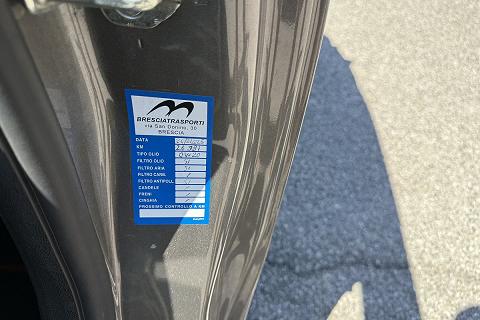 BRESCIATRASPORTI
via San Donino, 30
BRESCIA
DATA
KM
TIPO OLIO
FILTRO OLIO
FILTRO ARIA
FILTRO CARB.
FILTRO ANTIPOLL.
CANDELE
FRENI
CINGHIA
PROSSIMO CONTROLLO A KM